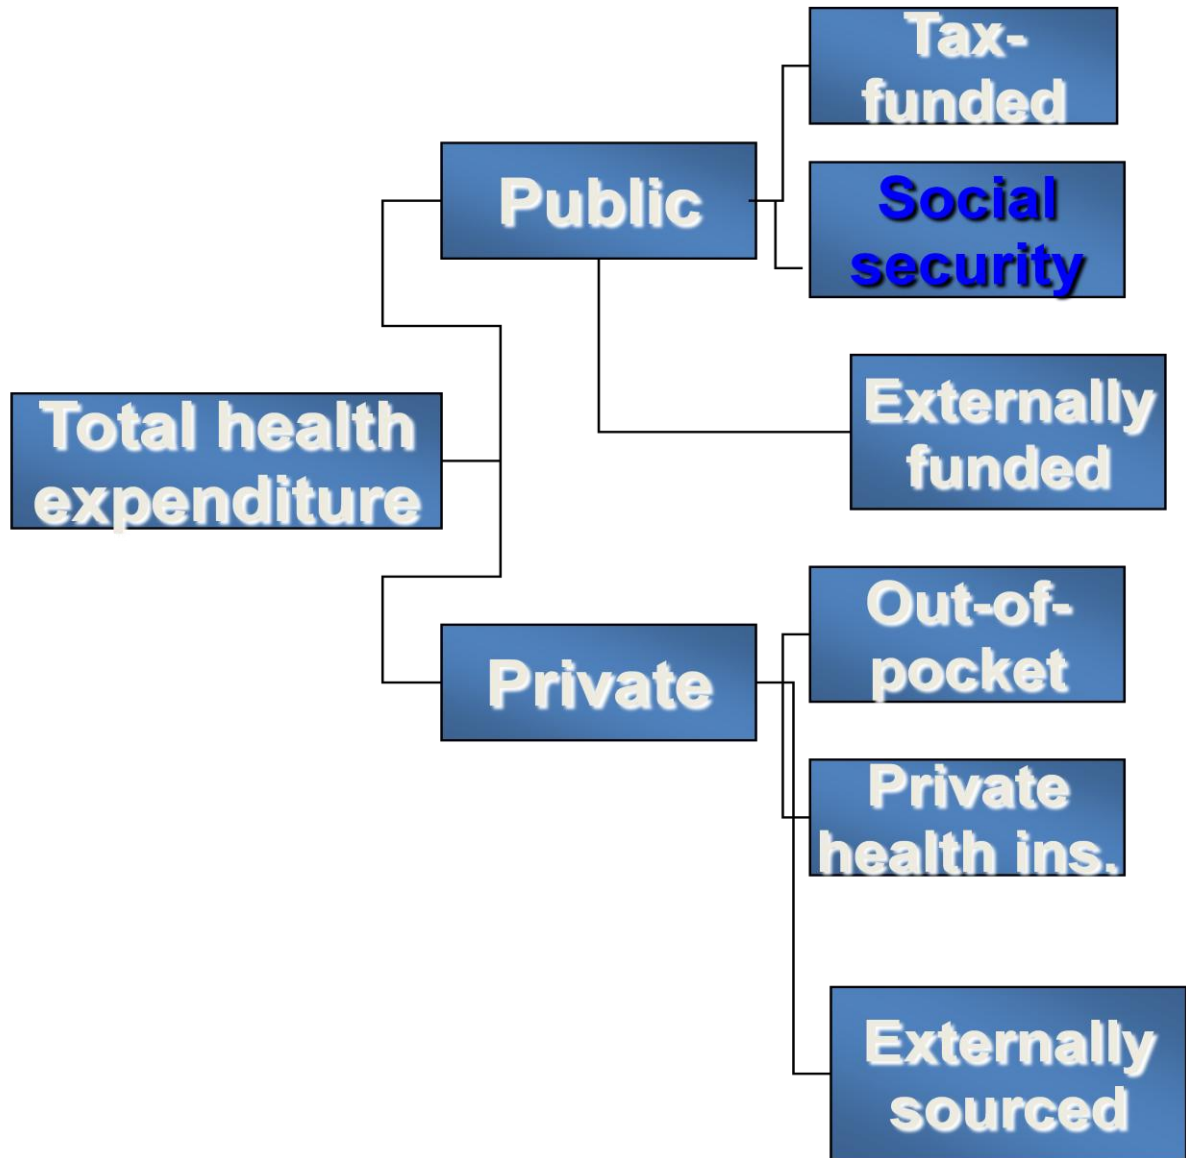 Tax-
funded
Public
Social
security
Externally
funded
Total health
expenditure
Out-of-
pocket
Private
Private
health ins.
Externally
sourced